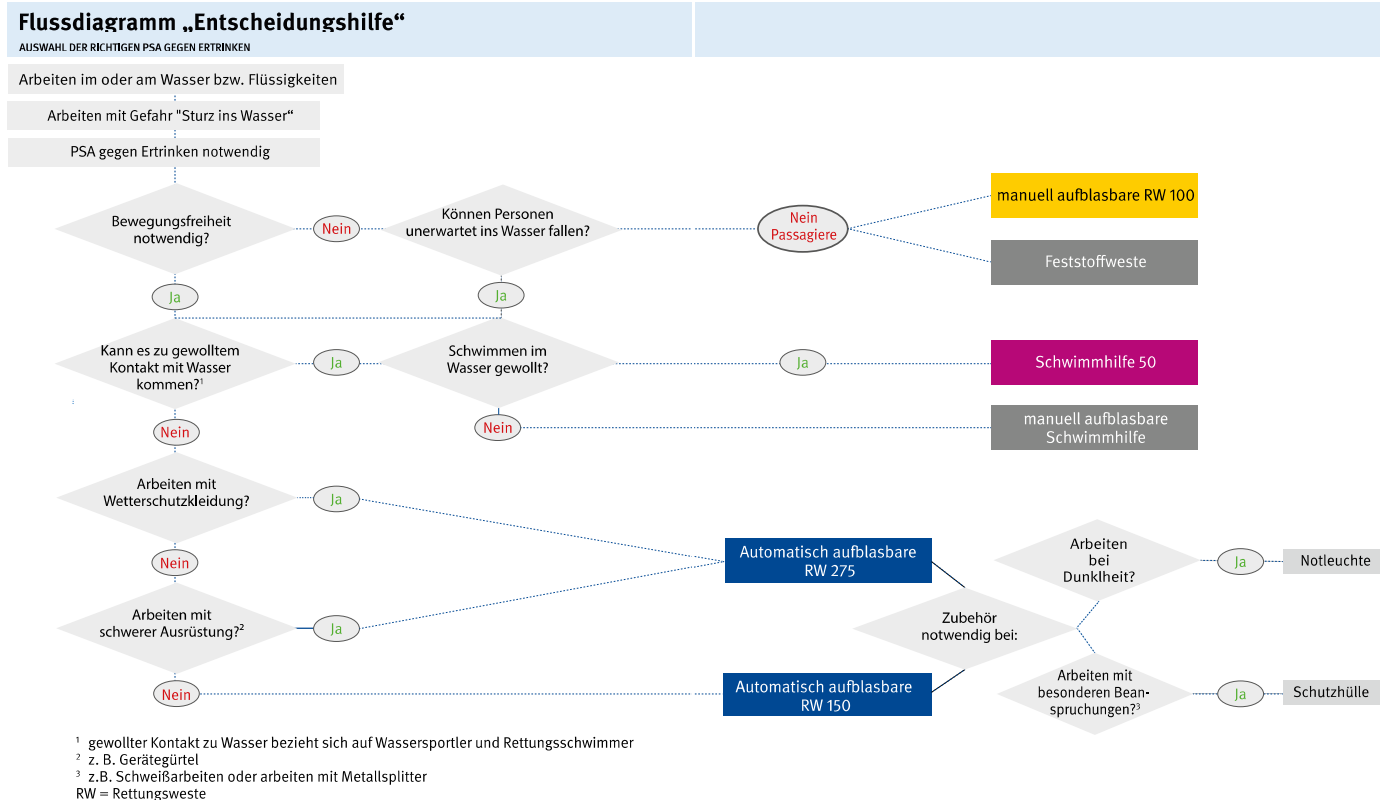 Flussdiagramm „Entscheidungshilfe“
AUSWAHL DER RICHTIGEN PSA GEGEN ERTRINKEN
Arbeiten im oder am Wasser bzw. Flüssigkeiten
Arbeiten mit Gefahr "Sturz ins Wasser“
PSA gegen Ertrinken notwendig
Bewegungsfreiheit
notwendig?
Nein
Können Personen
unerwartet ins Wasser fallen?
Nein
Passagiere
manuell aufblasbare RW 100
Feststoffweste
Ja
Ja
Kann es zu gewolltem
Kontakt mit Wasser
kommen?¹
Ja
Schwimmen im
Wasser gewollt?
Ja
Schwimmhilfe 50
Nein
Nein
manuell aufblasbare
Schwimmhilfe
Arbeiten mit
Wetterschutzkleidung?
Ja
Nein
Automatisch aufblasbare
RW 275
Arbeiten
bei
Dunklheit?
Ja
Notleuchte
Arbeiten mit
schwerer Ausrüstung?²
Ja
Zubehör
notwendig bei:
Nein
Automatisch aufblasbare
RW 150
Arbeiten mit
besonderen Bean-
spruchungen?³
Ja
Schutzhülle
¹ gewollter Kontakt zu Wasser bezieht sich auf Wassersportler und Rettungsschwimmer
² z. B. Gerätegürtel
³ z.B. Schweißarbeiten oder arbeiten mit Metallsplitter
RW = Rettungsweste